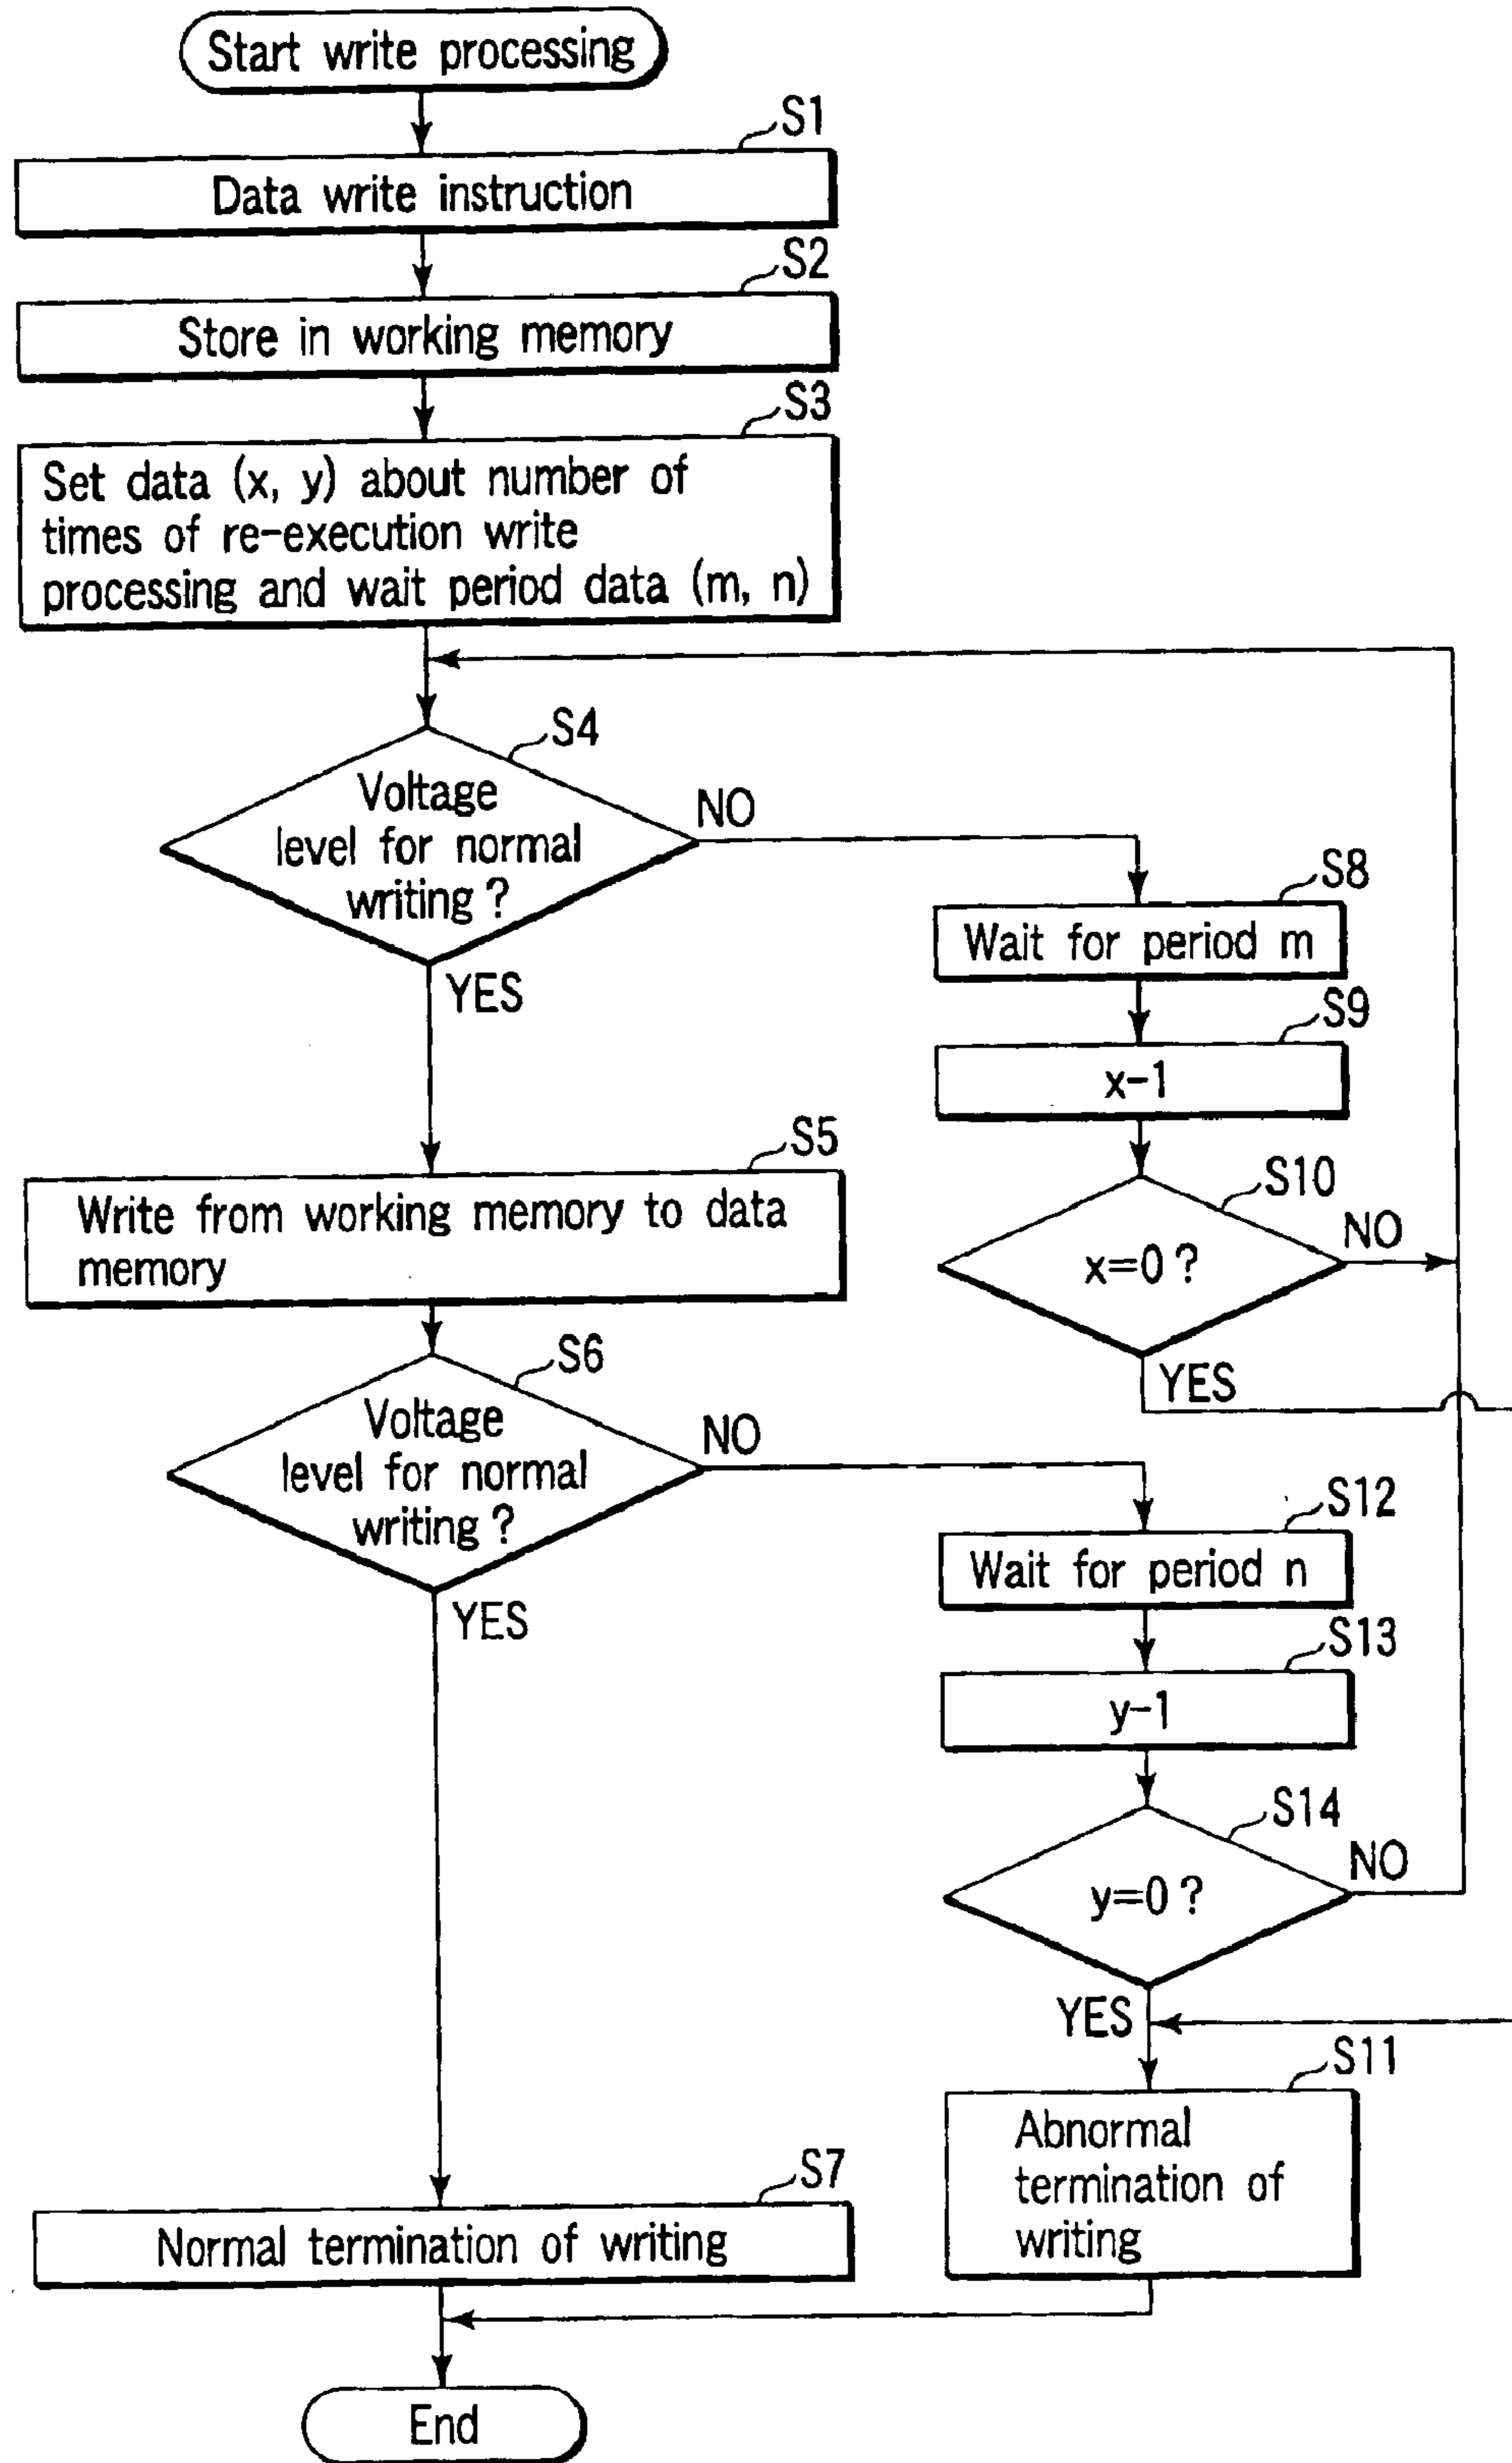 Start write processing
S1
Data write instruction
S2
Store in working memory
S3
Set data (x, y) about number of
times of re-execution write
processing and wait period data (m, n)
S4
Voltage
level for normal
writing?
NO
YES
S8
Wait for period m
S9
x-1
S10
x=0?
NO
YES
S5
Write from working memory to data
memory
S6
Voltage
level for normal
writing?
NO
YES
S12
Wait for period n
S13
y-1
S14
y=0?
NO
YES
S11
Abnormal
termination of
writing
S7
Normal termination of writing
End